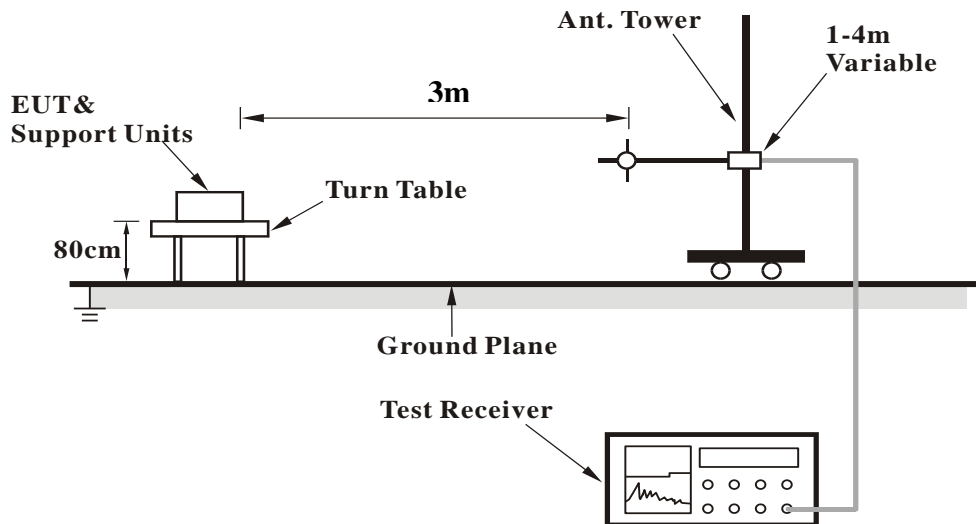 Ant. Tower
1-4m
Variable
3m
EUT&
Support Units
Turn Table
80cm
Ground Plane
Test Receiver